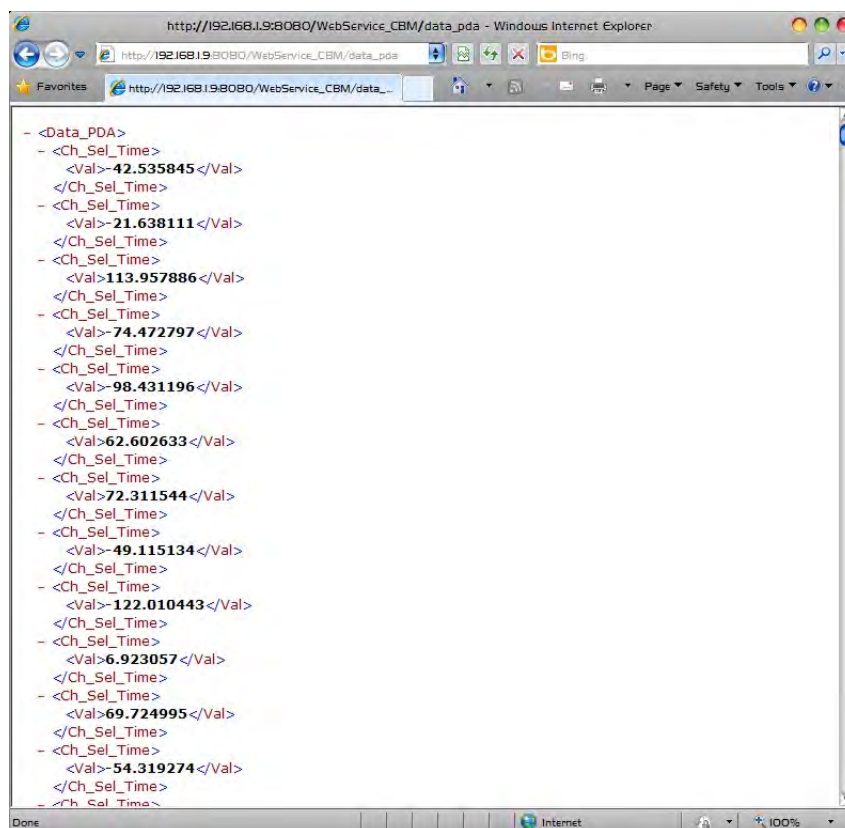 http://192.168.1.9:8080/WebService_CBM/data_pda - Windows Internet Explorer
http://192.168.1.9:8080/WebService_CBM/data_pda
Bing
Favorites http://192.168.1.9:8080/WebService_CBM/data_... Page Safety Tools
- <Data_PDA>
- <Ch_Sel_Time>
<Val>-42.535845</Val>
</Ch_Sel_Time>
- <Ch_Sel_Time>
<Val>-21.638111</Val>
</Ch_Sel_Time>
- <Ch_Sel_Time>
<Val>113.957886</Val>
</Ch_Sel_Time>
- <Ch_Sel_Time>
<Val>-74.472797</Val>
</Ch_Sel_Time>
- <Ch_Sel_Time>
<Val>-98.431196</Val>
</Ch_Sel_Time>
- <Ch_Sel_Time>
<Val>62.602633</Val>
</Ch_Sel_Time>
- <Ch_Sel_Time>
<Val>72.311544</Val>
</Ch_Sel_Time>
- <Ch_Sel_Time>
<Val>-49.115134</Val>
</Ch_Sel_Time>
- <Ch_Sel_Time>
<Val>-122.010443</Val>
</Ch_Sel_Time>
- <Ch_Sel_Time>
<Val>6.923057</Val>
</Ch_Sel_Time>
- <Ch_Sel_Time>
<Val>69.724995</Val>
</Ch_Sel_Time>
- <Ch_Sel_Time>
<Val>-54.319274</Val>
</Ch_Sel_Time>
- <Ch_Sel_Time>
Done Internet 100%